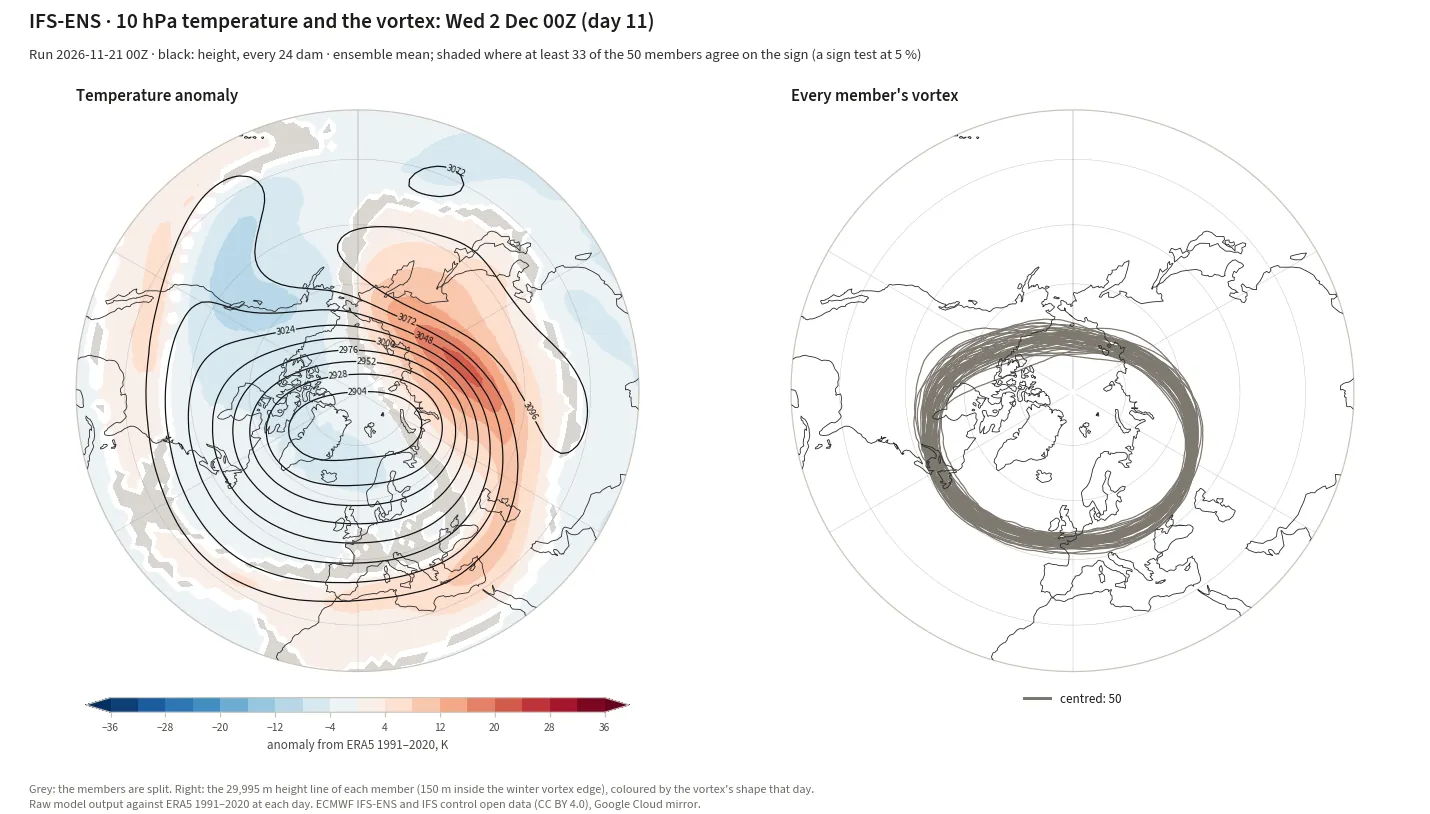 IFS-ENS · 10 hPa temperature and the vortex: Wed 2 Dec 00Z (day 11)
Run 2026-11-21 00Z · black: height, every 24 dam · ensemble mean; shaded where at least 33 of the 50 members agree on the sign (a sign test at 5 %)
Temperature anomaly
Every member's vortex
3072
3072
3024
3048
3000
2976
2952
2928
2904
3096
centred: 50
−36 −28 −20 −12 −4 4 12 20 28 36
anomaly from ERA5 1991–2020, K
Grey: the members are split. Right: the 29,995 m height line of each member (150 m inside the winter vortex edge), coloured by the vortex's shape that day.
Raw model output against ERA5 1991–2020 at each day. ECMWF IFS-ENS and IFS control open data (CC BY 4.0), Google Cloud mirror.